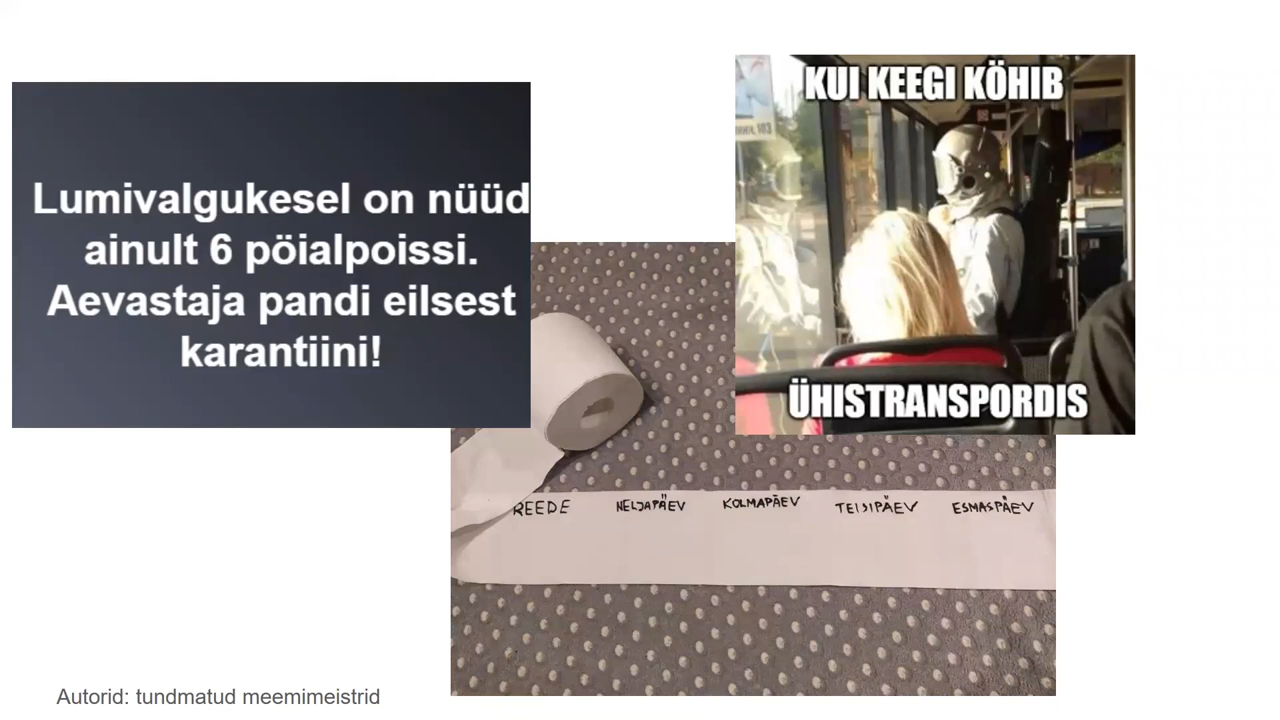 Lumivalgukesel on nüüd
ainult 6 pöialpoissi.
Aevastaja pandi eilsest
karantiini!
KUI KEEGI KÖHIB
ÜHISTRANSPORDIS
REEDE NELJAPÄEV KOLMAPÄEV TEISIPÄEV ESMASPÄEV
Autorid: tundmatud meemimeistrid